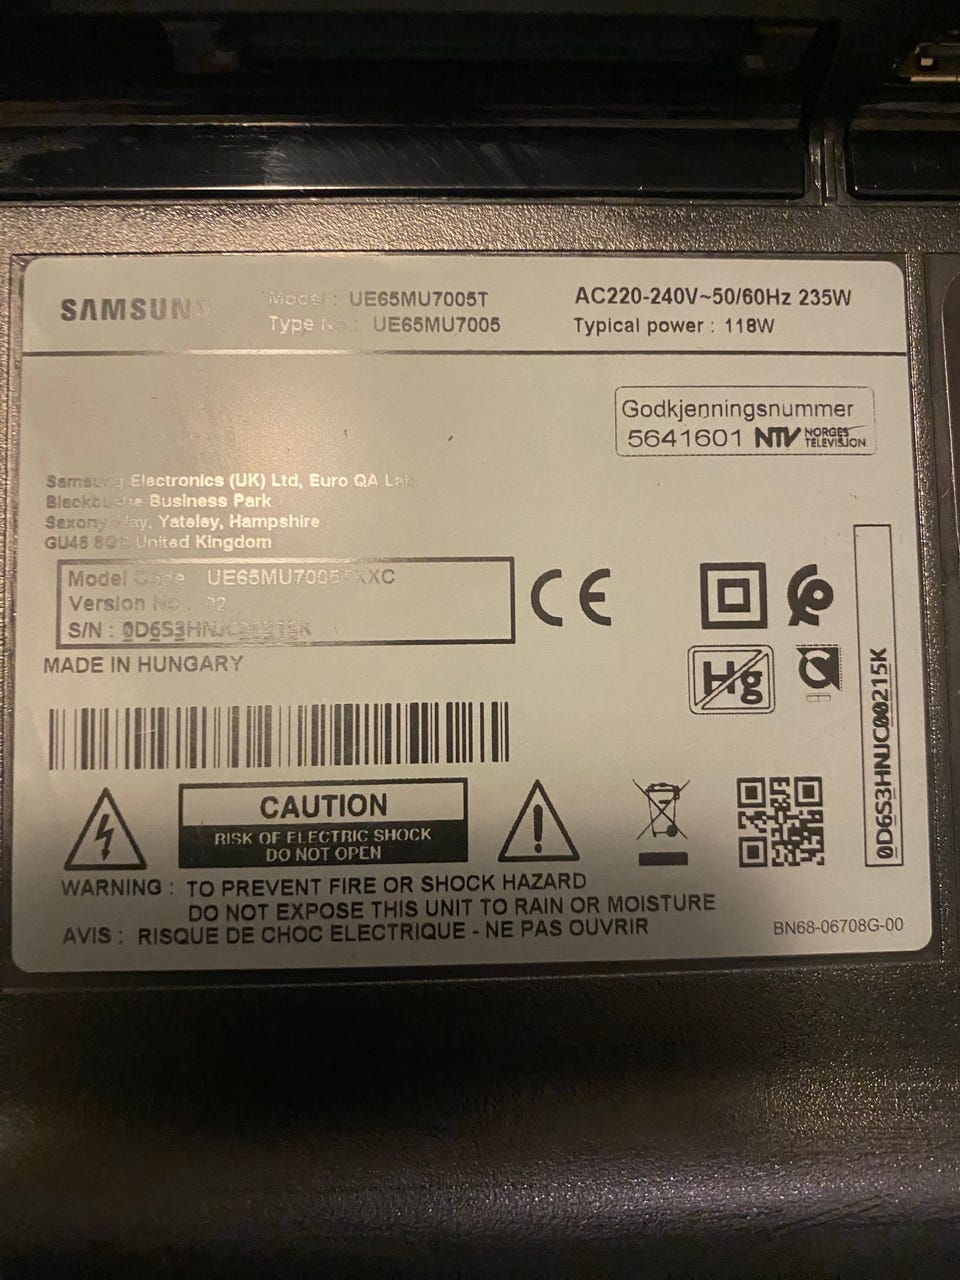 SAMSUNG
Model : UE65MU7005T
Type No. : UE65MU7005
AC220-240V~50/60Hz 235W
Typical power : 118W
Godkjenningsnummer
5641601 NTV NORGES TELEVISJON
Samsung Electronics (UK) Ltd, Euro QA Lab.
Blackbushe Business Park
Saxony Way, Yateley, Hampshire
United Kingdom
Model Code UE65MU7005TXXC
Version No : 02
S/N : 0D6S3HNJC00215K
CE
MADE IN HUNGARY
Hg
0D6S3HNJC00215K
CAUTION
RISK OF ELECTRIC SHOCK
DO NOT OPEN
WARNING : TO PREVENT FIRE OR SHOCK HAZARD
DO NOT EXPOSE THIS UNIT TO RAIN OR MOISTURE
AVIS : RISQUE DE CHOC ELECTRIQUE - NE PAS OUVRIR
BN68-06708G-00